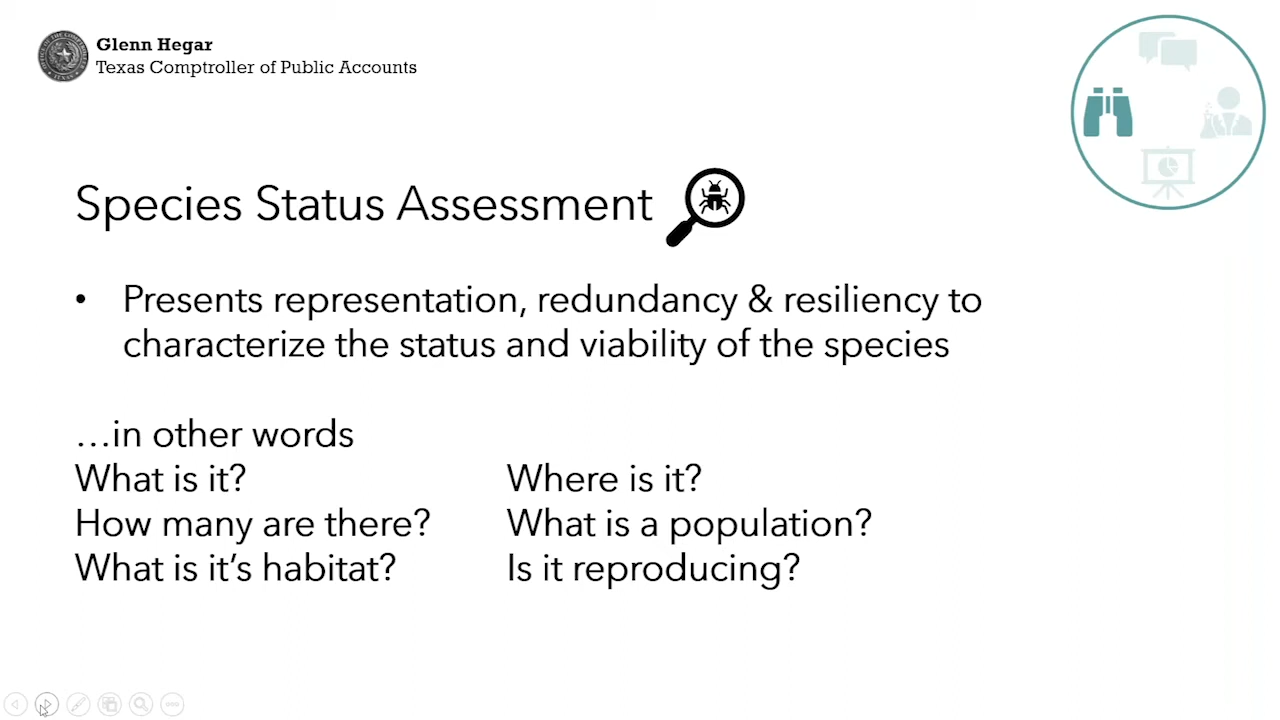 Glenn Hegar
Texas Comptroller of Public Accounts
Species Status Assessment
• Presents representation, redundancy & resiliency to
characterize the status and viability of the species
…in other words
What is it? Where is it?
How many are there? What is a population?
What is it’s habitat? Is it reproducing?